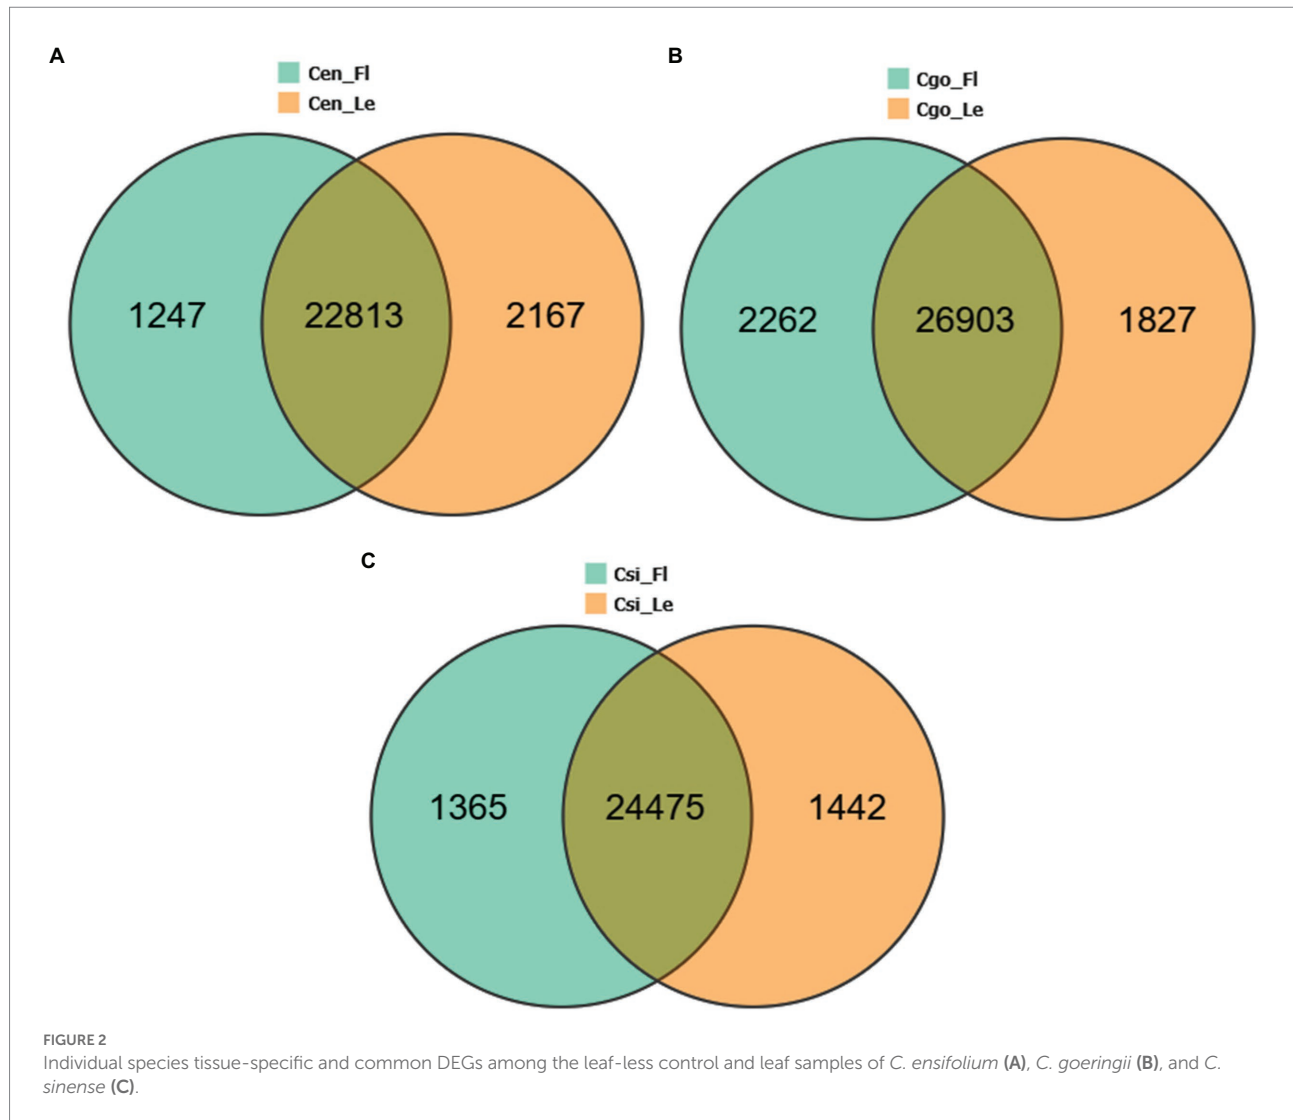 A
Cen_Fl
Cen_Le
1247
22813
2167
B
Cgo_Fl
Cgo_Le
2262
26903
1827
C
Csi_Fl
Csi_Le
1365
24475
1442
FIGURE 2
Individual species tissue-specific and common DEGs among the leaf-less control and leaf samples of C. ensifolium (A), C. goeringii (B), and C.
sinense (C).